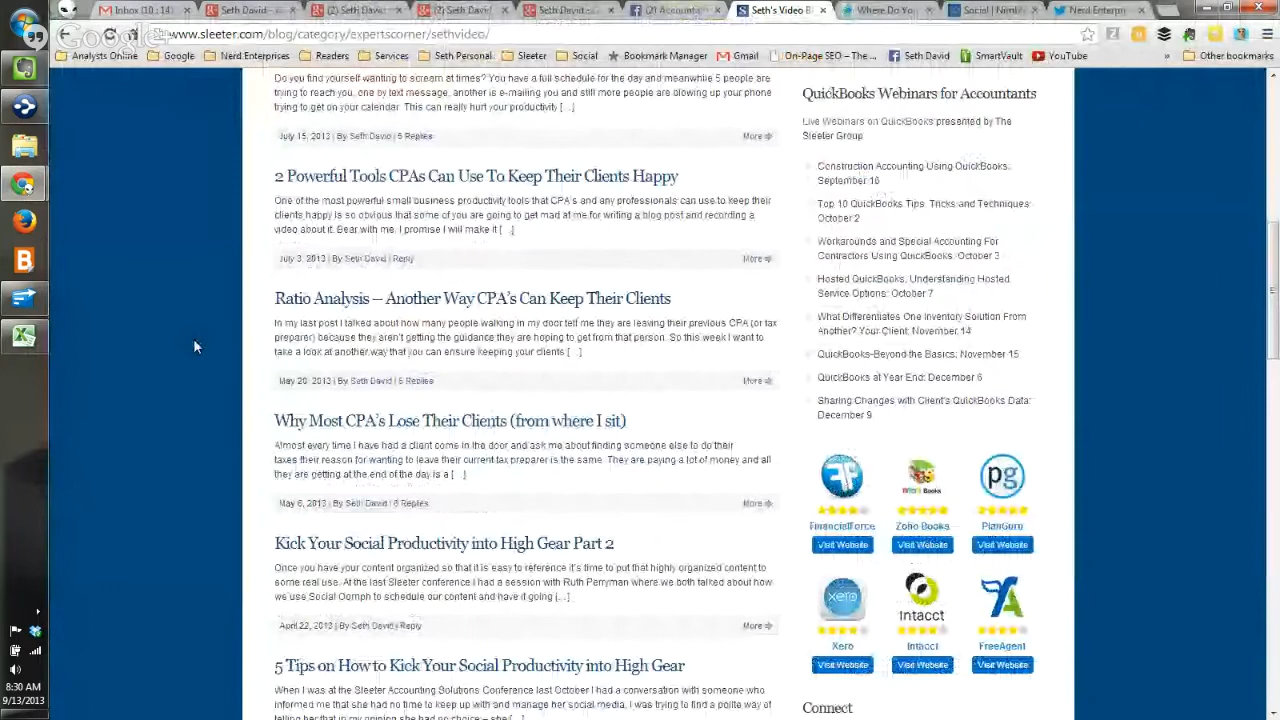 Inbox (10,014)
Seth David
(2) Seth David
(2) Seth David
Seth David
(2) Accountan
Seth's Video B
Where Do Yo
Social | Nerd
Nerd Enterpri
Google+
www.sleeter.com/blog/category/expertscorner/sethvideo/
Analysts Online
Google
Nerd Enterprises
Readers
Services
Seth Personal
Sleeter
Social
Bookmark Manager
Gmail
On-Page SEO – The ...
Seth David
SmartVault
YouTube
Other bookmarks
Do you find yourself wanting to scream at times? You have a full schedule for the day and meanwhile 5 people are
trying to reach you, one by text message, another is e-mailing you and still more people are blowing up your phone
trying to get on your calendar. This can really hurt your productivity [...]
July 15, 2013 | By Seth David | 5 Replies
More
2 Powerful Tools CPAs Can Use To Keep Their Clients Happy
One of the most powerful small business productivity tools that CPA's and any professionals can use to keep their
clients happy is so obvious that some of you are going to get mad at me for writing a blog post and recording a
video about it. Bear with me, I promise I will make it [...]
July 3, 2013 | By Seth David | Reply
More
Ratio Analysis – Another Way CPA's Can Keep Their Clients
In my last post I talked about how many people walking in my door tell me they are leaving their previous CPA (or tax
preparer) because they aren't getting the guidance they are hoping to get from that person. So this week I want to
take a look at another way that you can ensure keeping your clients [...]
May 20, 2013 | By Seth David | 5 Replies
More
Why Most CPA's Lose Their Clients (from where I sit)
Almost every time I have had a client come in the door and ask me about finding someone else to do their
taxes their reason for wanting to leave their current tax preparer is the same. They are paying a lot of money and all
they are getting at the end of the day is a [...]
May 6, 2013 | By Seth David | 6 Replies
More
Kick Your Social Productivity into High Gear Part 2
Once you have your content organized so that it is easy to reference it's time to put that highly organized content to
some real use. At the last Sleeter conference I had a session with Ruth Perryman where we both talked about how
we use Social Oomph to schedule our content and have it going [...]
April 22, 2013 | By Seth David | Reply
More
5 Tips on How to Kick Your Social Productivity into High Gear
When I was at the Sleeter Accounting Solutions Conference last October I had a conversation with someone who
informed me that she had no time to keep up with and manage her social media. I was trying to find a polite way of
telling her that in my opinion she had no choice – she [...]
QuickBooks Webinars for Accountants
Live Webinars on QuickBooks presented by The
Sleeter Group
Construction Accounting Using QuickBooks:
September 16
Top 10 QuickBooks Tips, Tricks and Techniques:
October 2
Workarounds and Special Accounting For
Contractors Using QuickBooks: October 3
Hosted QuickBooks, Understanding Hosted
Service Options: October 7
What Differentiates One Inventory Solution From
Another? Your Client: November 14
QuickBooks-Beyond the Basics: November 15
QuickBooks at Year End: December 6
Sharing Changes with Client's QuickBooks Data:
December 9
FinancialForce
Zoho Books
PlanGuru
Visit Website
Visit Website
Visit Website
xero
Intacct
Xero
Intacct
FreeAgent
Visit Website
Visit Website
Visit Website
Connect
8:30 AM
9/13/2013